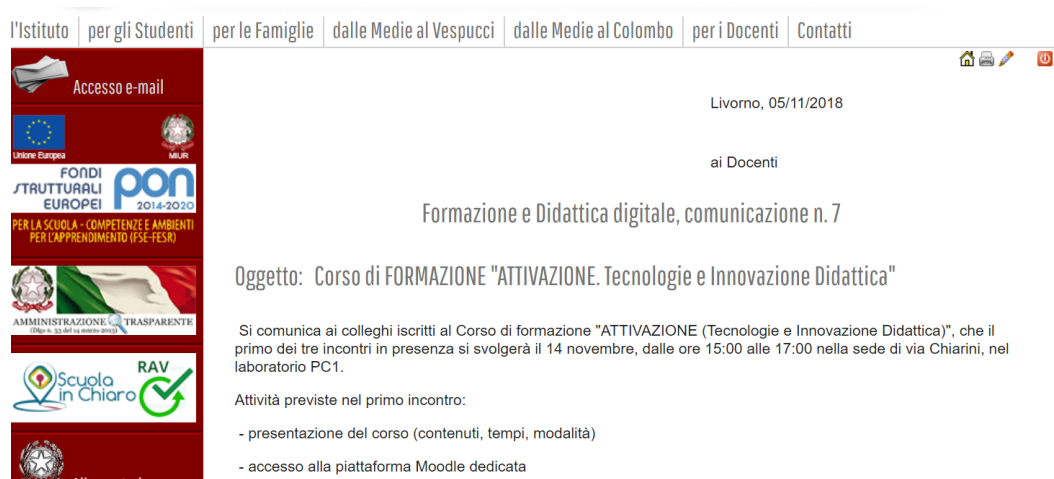 l'Istituto per gli Studenti per le Famiglie dalle Medie al Vespucci dalle Medie al Colombo per i Docenti Contatti
Accesso e-mail
Unione Europea MIUR
FONDI
STRUTTURALI
EUROPEI
pon
2014-2020
PER LA SCUOLA - COMPETENZE E AMBIENTI
PER L'APPRENDIMENTO (FSE-FESR)
AMMINISTRAZIONE TRASPARENTE
(Dlgs n. 33 del 14 marzo 2013)
RAV
Scuola
in Chiaro
Livorno, 05/11/2018
ai Docenti
Formazione e Didattica digitale, comunicazione n. 7
Oggetto: Corso di FORMAZIONE "ATTIVAZIONE. Tecnologie e Innovazione Didattica"
Si comunica ai colleghi iscritti al Corso di formazione "ATTIVAZIONE (Tecnologie e Innovazione Didattica)", che il
primo dei tre incontri in presenza si svolgerà il 14 novembre, dalle ore 15:00 alle 17:00 nella sede di via Chiarini, nel
laboratorio PC1.
Attività previste nel primo incontro:
- presentazione del corso (contenuti, tempi, modalità)
- accesso alla piattaforma Moodle dedicata